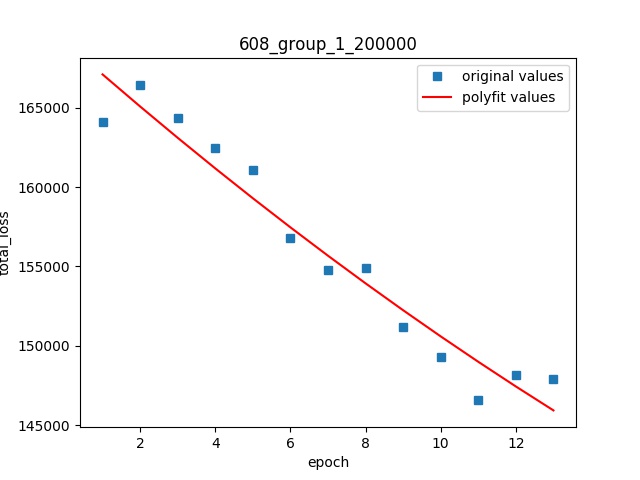 608_group_1_200000
original values
polyfit values
165000
160000
155000
150000
145000
total_loss
2 4 6 8 10 12
epoch